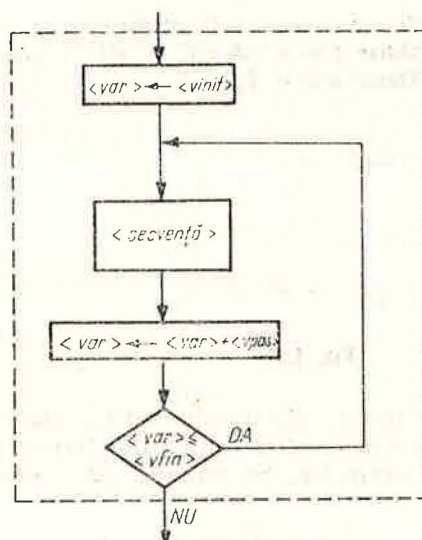 <var> ← <vinit>
<secvență>
<var> ← <var>+<vpas>
<var> ≤
<vfin>
DA
NU